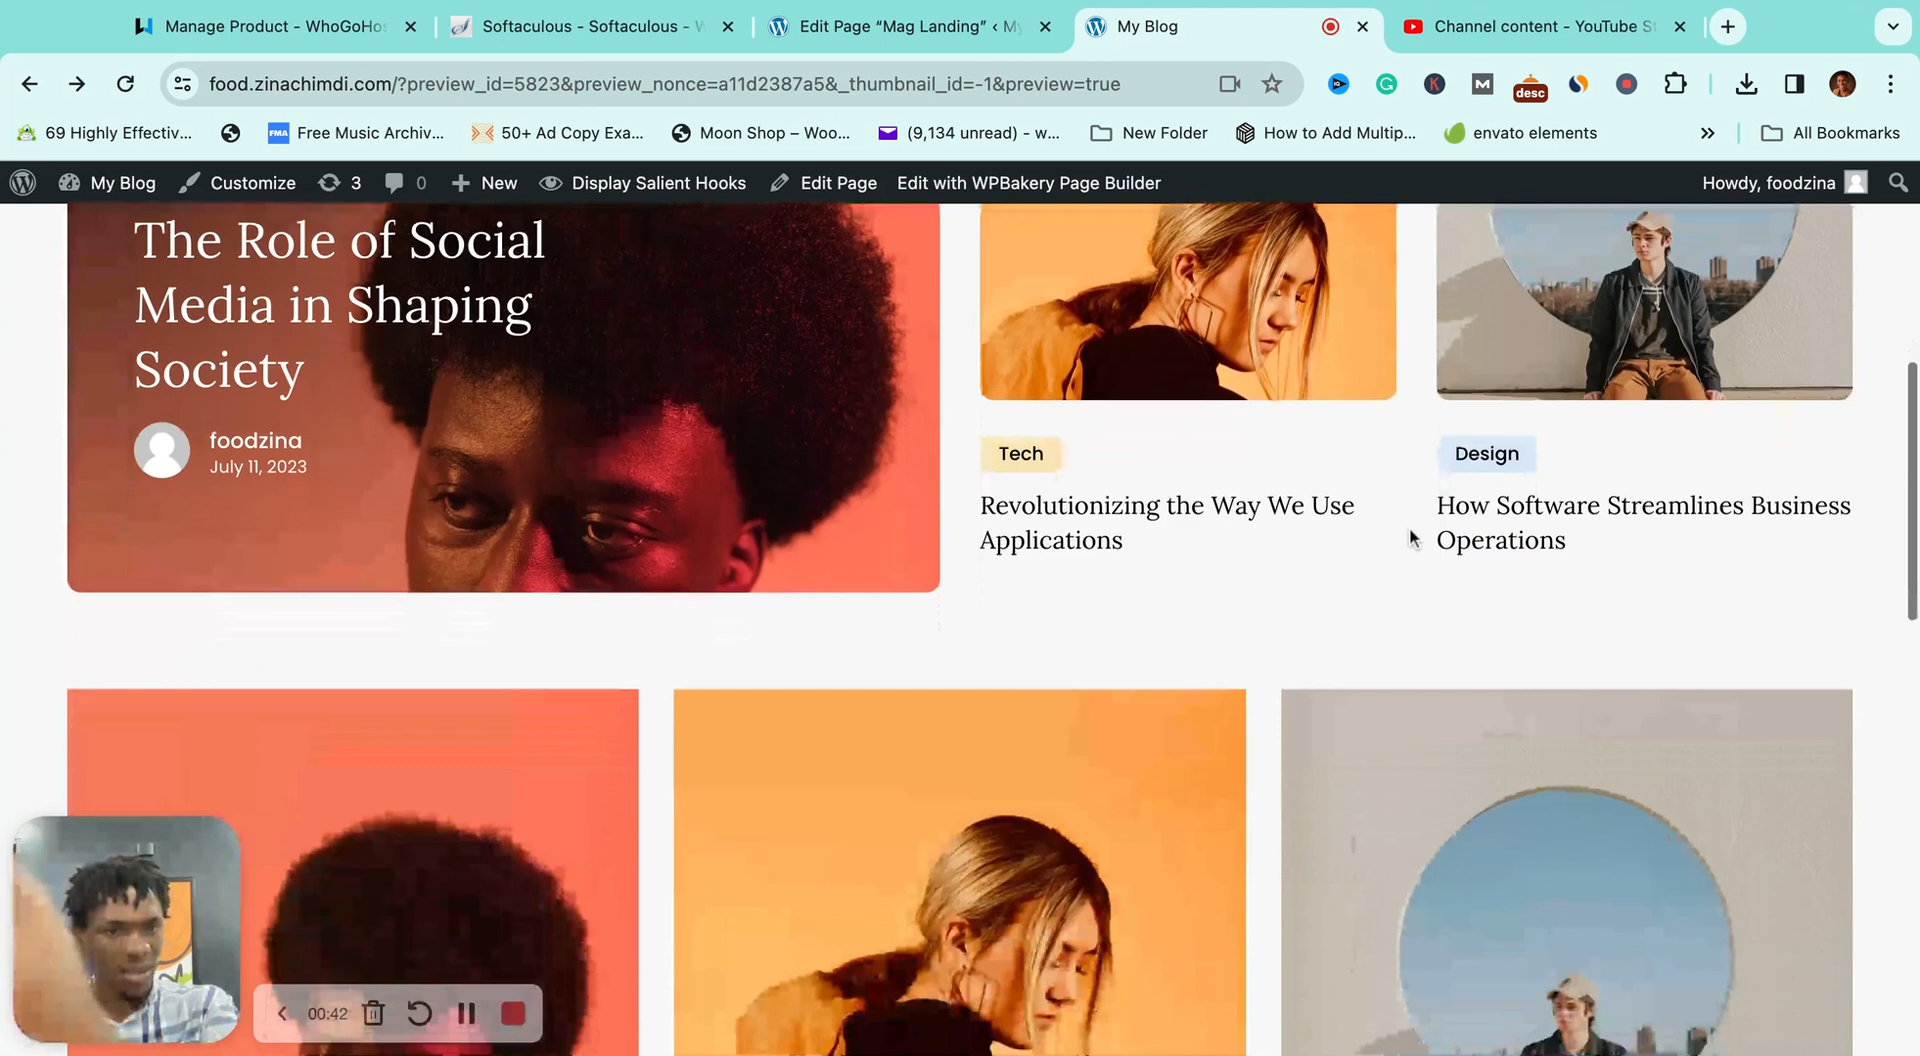 Manage Product - WhoGoHos
Softaculous - Softaculous - W
Edit Page “Mag Landing” ‹ My
My Blog
Channel content - YouTube St
food.zinachimdi.com/?preview_id=5823&preview_nonce=a11d2387a5&_thumbnail_id=-1&preview=true
desc
69 Highly Effectiv...
FMA
Free Music Archiv...
50+ Ad Copy Exa...
Moon Shop – Woo...
(9,134 unread) - w...
New Folder
How to Add Multip...
envato elements
All Bookmarks
My Blog
Customize
3
0
New
Display Salient Hooks
Edit Page
Edit with WPBakery Page Builder
Howdy, foodzina
The Role of Social
Media in Shaping
Society
foodzina
July 11, 2023
Tech
Revolutionizing the Way We Use
Applications
Design
How Software Streamlines Business
Operations
00:42